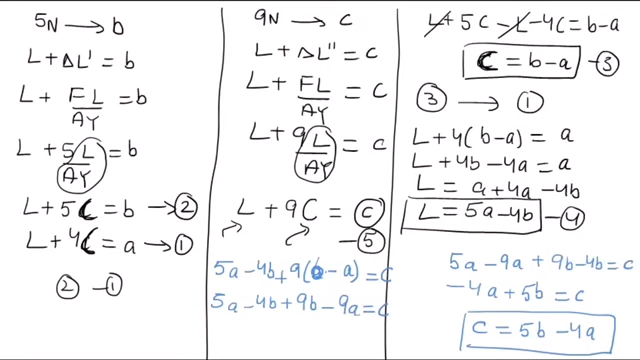 5N → b
L + ΔL' = b
L + FL/AY = b
L + 5L/AY = b
L + 5C = b → ②
L + 4C = a → ①
② - ①
9N → c
L + ΔL'' = c
L + FL/AY = c
L + 9L/AY = c
L + 9C = c
- ⑤
5a - 4b + 9(b - a) = c
5a - 4b + 9b - 9a = c
L + 5C - L - 4C = b - a
C = b - a - ③
③ → ①
L + 4(b - a) = a
L + 4b - 4a = a
L = a + 4a - 4b
L = 5a - 4b - ④
5a - 9a + 9b - 4b = c
- 4a + 5b = c
c = 5b - 4a